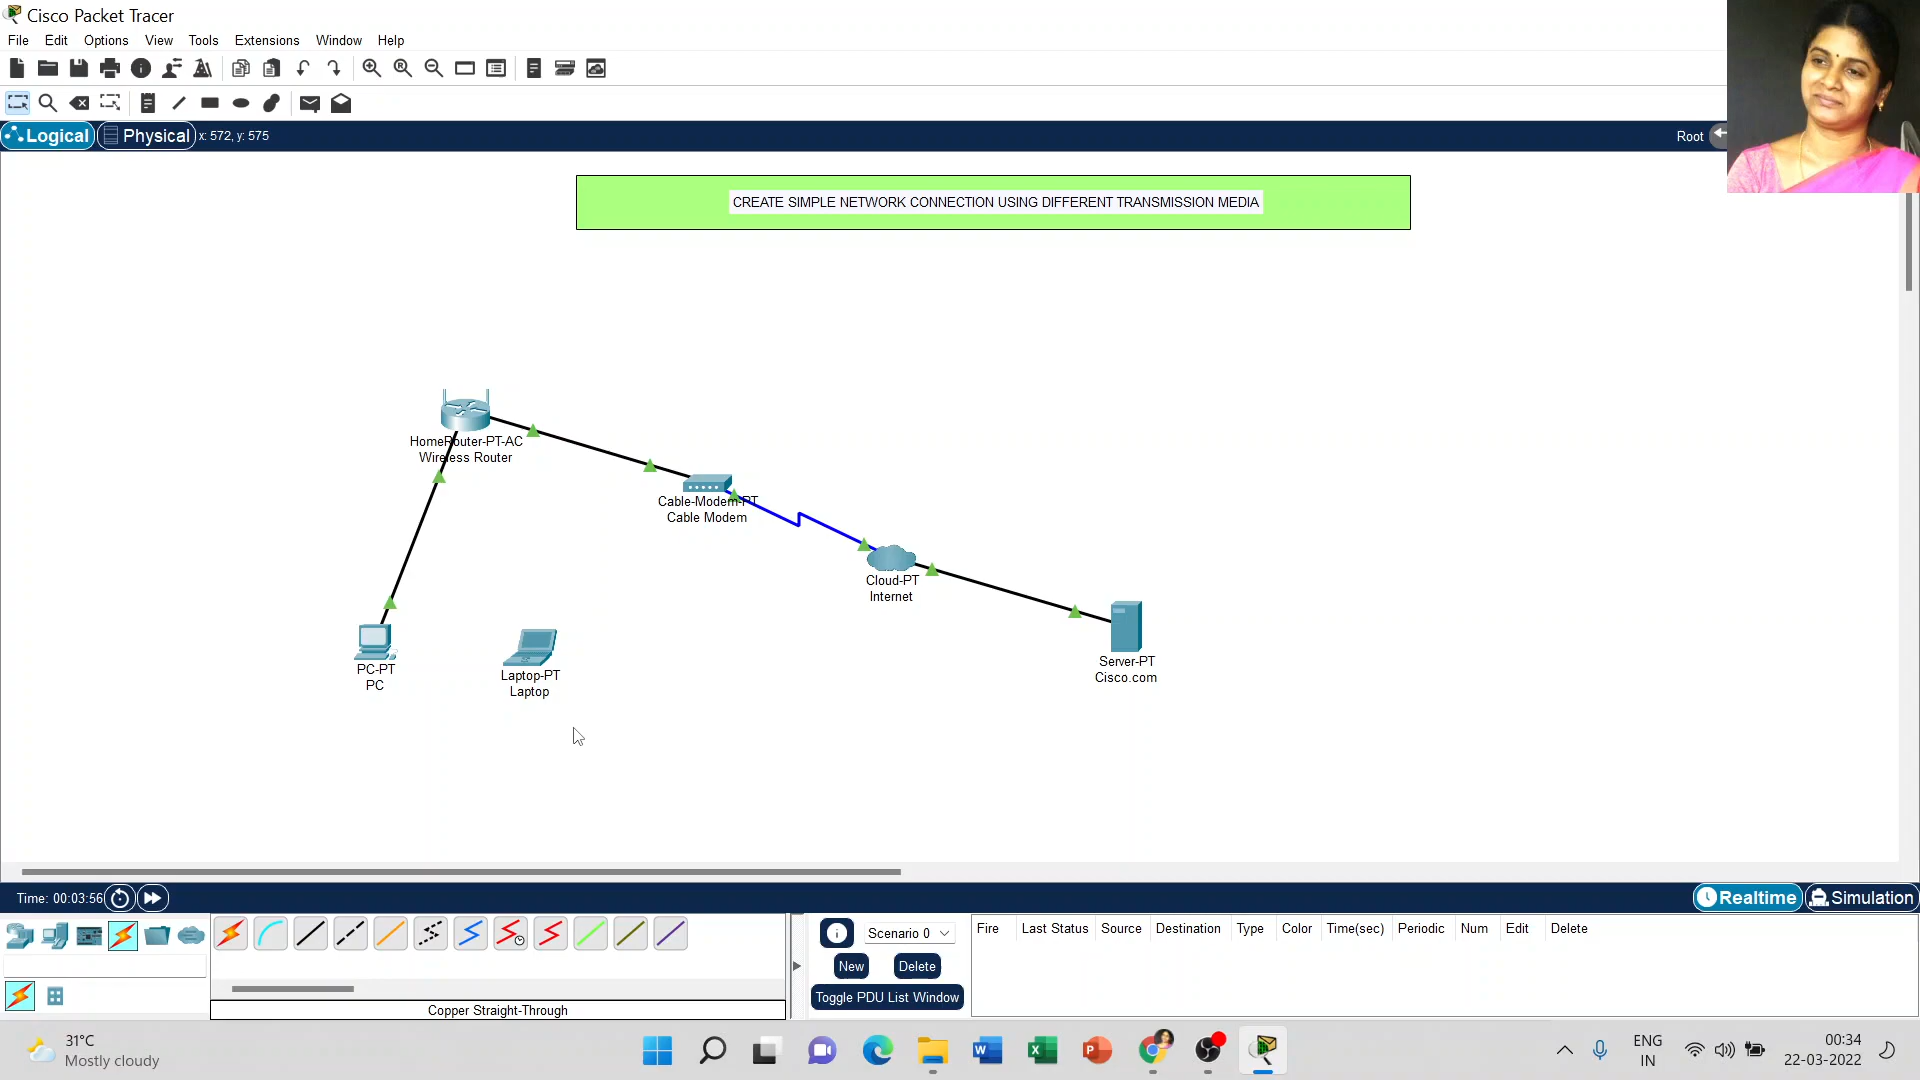 Cisco Packet Tracer
File Edit Options View Tools Extensions Window Help
Logical Physical x: 572, y: 575 Root
CREATE SIMPLE NETWORK CONNECTION USING DIFFERENT TRANSMISSION MEDIA
HomeRouter-PT-AC
Wireless Router
Cable-Modem-PT
Cable Modem
Cloud-PT
Internet
Server-PT
Cisco.com
PC-PT
PC
Laptop-PT
Laptop
Time: 00:03:56 Realtime Simulation
Scenario 0
New Delete
Toggle PDU List Window
Fire Last Status Source Destination Type Color Time(sec) Periodic Num Edit Delete
Copper Straight-Through
31°C
Mostly cloudy
ENG
IN
00:34
22-03-2022